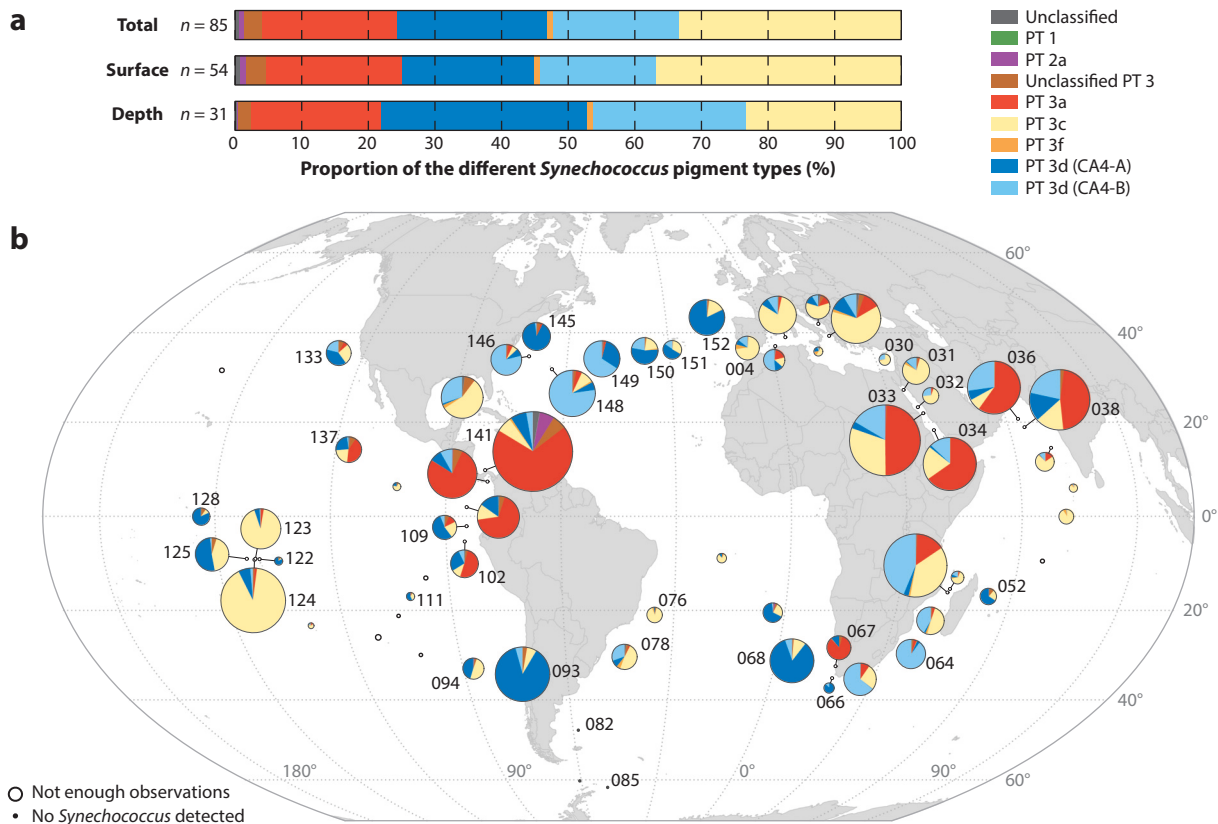 a
Total n = 85
Surface n = 54
Depth n = 31
0 10 20 30 40 50 60 70 80 90 100
Proportion of the different Synechococcus pigment types (%)
Unclassified
PT 1
PT 2a
Unclassified PT 3
PT 3a
PT 3c
PT 3f
PT 3d (CA4-A)
PT 3d (CA4-B)
b
60°
40°
20°
0°
20°
40°
60°
180°
90°
0°
90°
133
146
145
152
004
030
031
036
150
151
149
032
148
033
038
141
034
137
128
123
109
125
122
102
124
111
076
052
078
067
064
094
093
068
066
082
085
Not enough observations
No Synechococcus detected